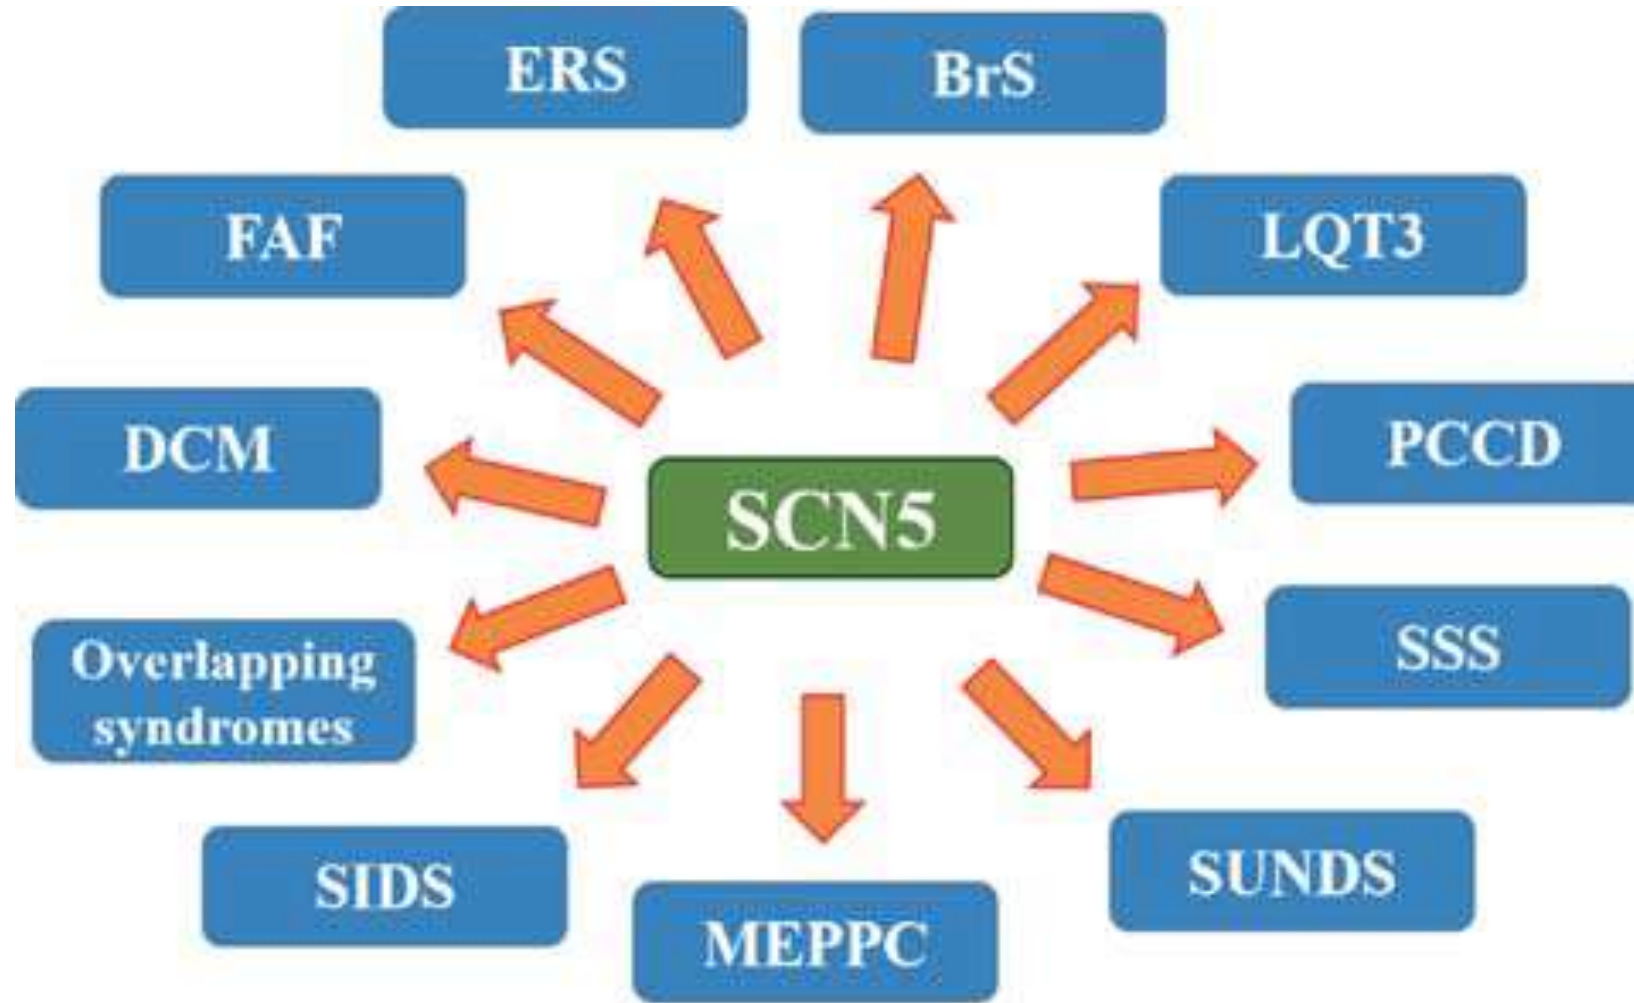 ERS
BrS
FAF
LQT3
DCM
PCCD
SCN5
Overlapping
syndromes
SSS
SIDS
SUNDS
MEPPC